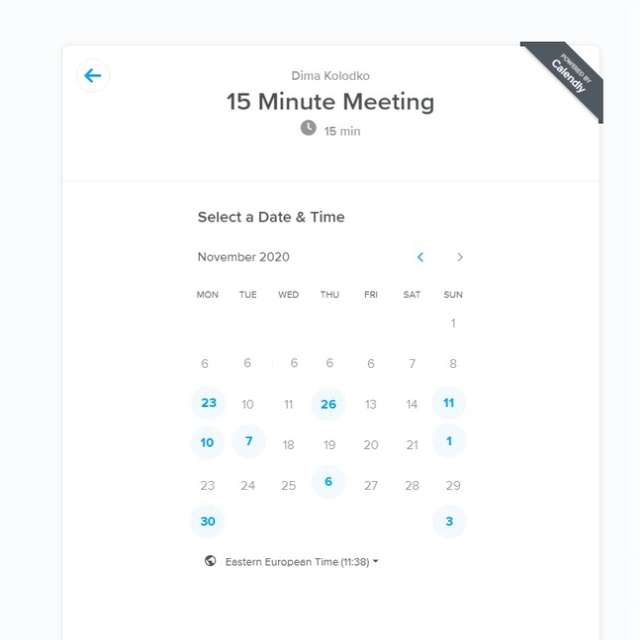 POWERED BY
Calendly
Dima Kolodko
15 Minute Meeting
15 min
Select a Date & Time
November 2020
MON TUE WED THU FRI SAT SUN
1
6 6 6 6 6 7 8
23 10 11 26 13 14 11
10 7 18 19 20 21 1
23 24 25 6 27 28 29
30 3
Eastern European Time (11:38)